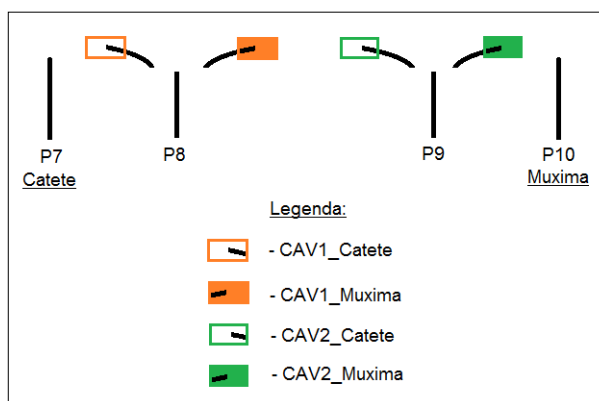 P7 P8 P9 P10
Catete Muxima
Legenda:
- CAV1_Catete
- CAV1_Muxima
- CAV2_Catete
- CAV2_Muxima